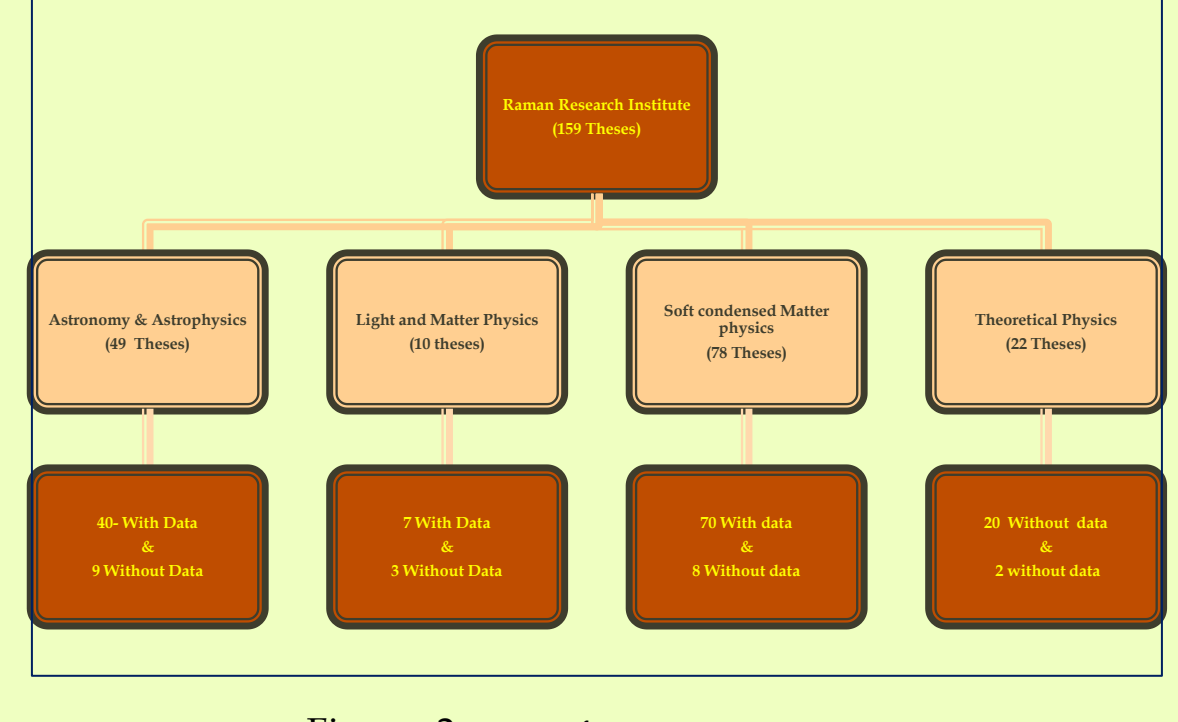 Raman Research Institute
(159 Theses)
Astronomy & Astrophysics
(49 Theses)
Light and Matter Physics
(10 theses)
Soft condensed Matter
physics
(78 Theses)
Theoretical Physics
(22 Theses)
40- With Data
&
9 Without Data
7 With Data
&
3 Without Data
70 With data
&
8 Without data
20 Without data
&
2 without data